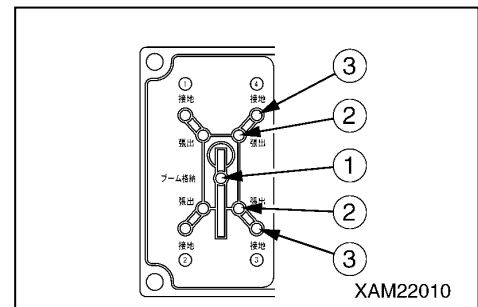 ① ④ ③
接地 接地
張出 張出 ②
ブーム格納 ①
張出 張出 ②
接地 接地
② ③ ③
XAM22010